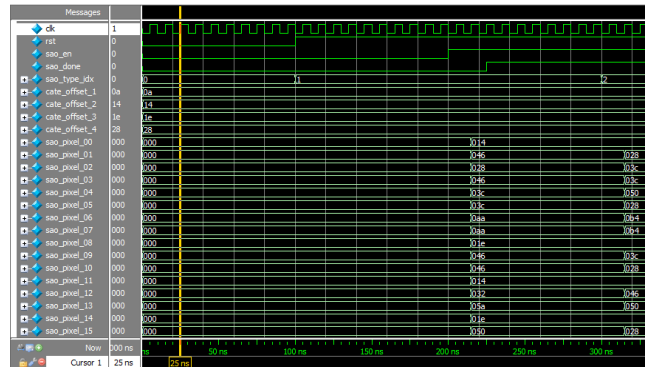 Messages
clk 1
rst 0
sao_en 0
sao_done 0
sao_type_idx 0 0 1 2
cate_offset_1 0a 0a
cate_offset_2 14 14
cate_offset_3 1e 1e
cate_offset_4 28 28
sao_pixel_00 000 000 014
sao_pixel_01 000 000 046 028
sao_pixel_02 000 000 028 03c
sao_pixel_03 000 000 046 03c
sao_pixel_04 000 000 03c 050
sao_pixel_05 000 000 03c 028
sao_pixel_06 000 000 0aa 0b4
sao_pixel_07 000 000 0aa 0b4
sao_pixel_08 000 000 01e
sao_pixel_09 000 000 046 03c
sao_pixel_10 000 000 046 028
sao_pixel_11 000 000 014
sao_pixel_12 000 000 032 046
sao_pixel_13 000 000 05a 050
sao_pixel_14 000 000 01e
sao_pixel_15 000 000 050 028
Now 000 ns ns 50 ns 100 ns 150 ns 200 ns 250 ns 300 ns
Cursor 1 25 ns 25 ns